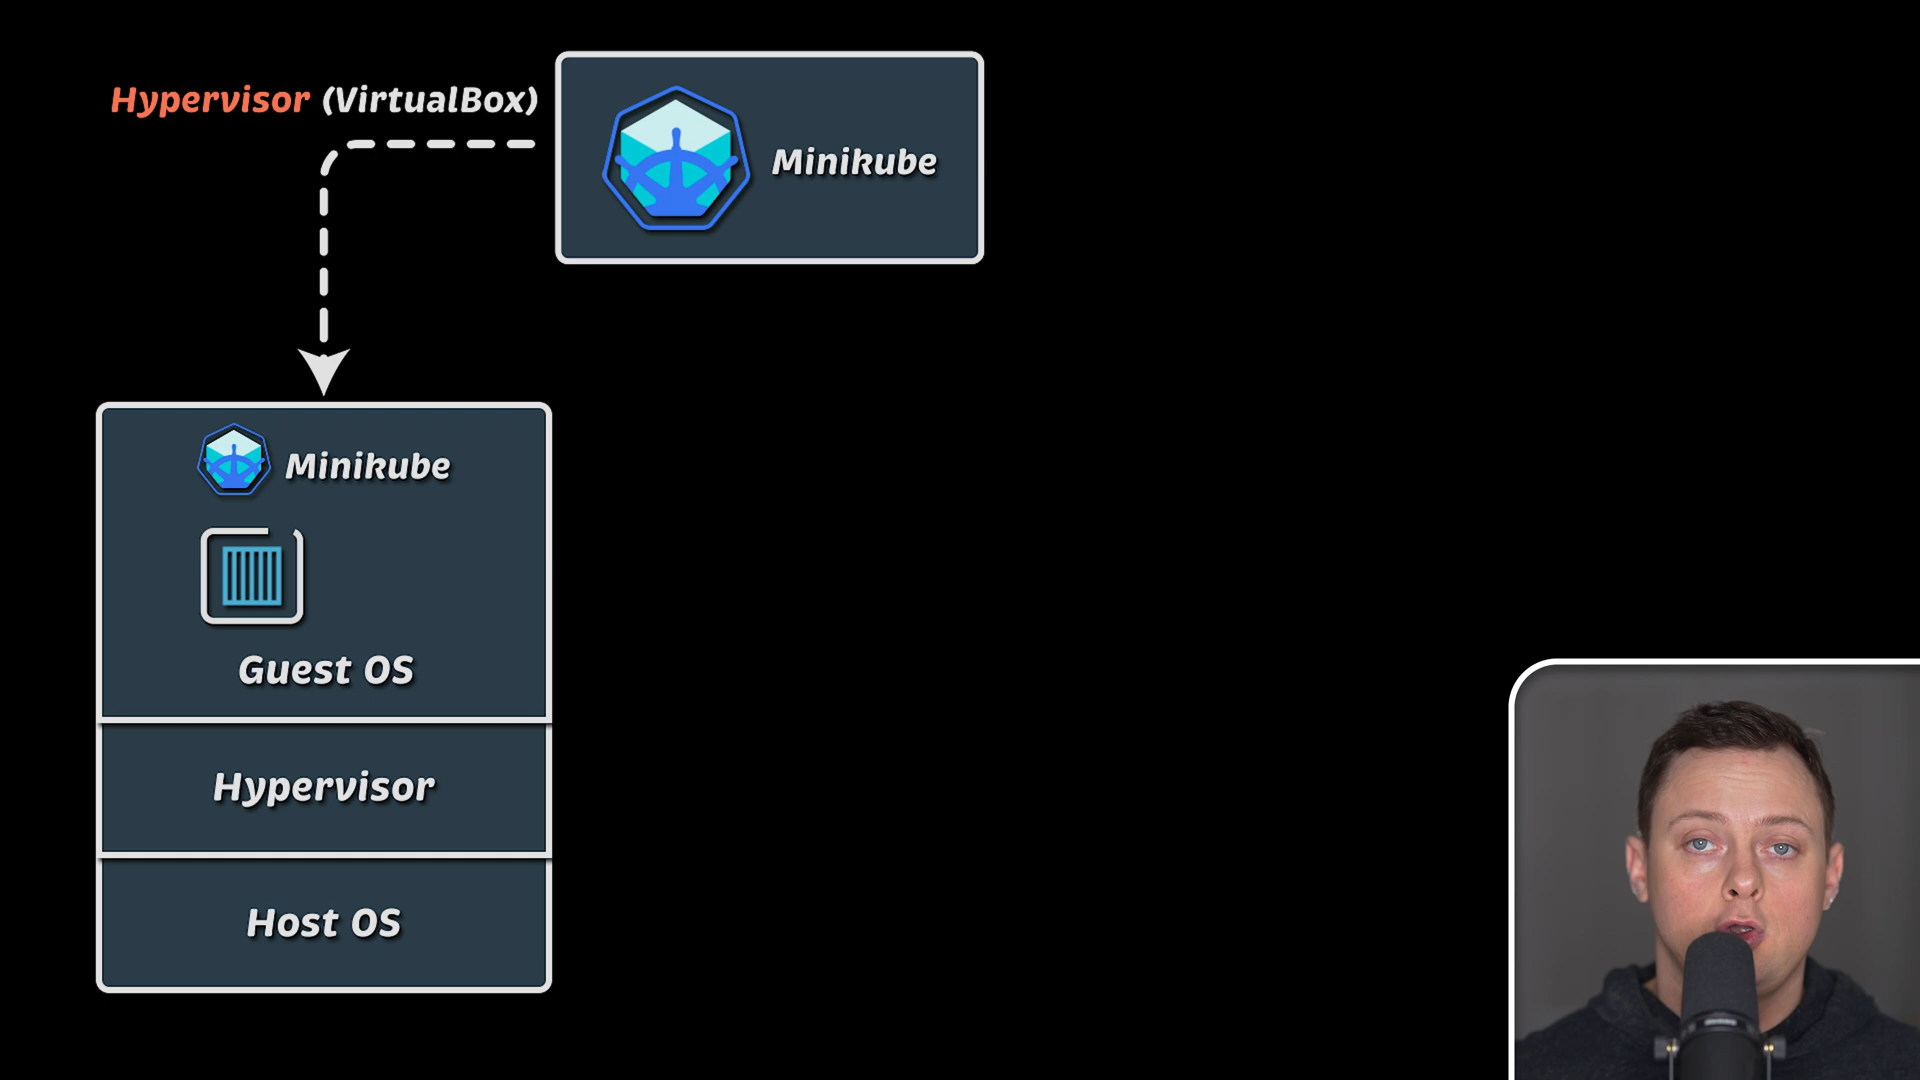 Hypervisor (VirtualBox)
Minikube
Minikube
Guest OS
Hypervisor
Host OS